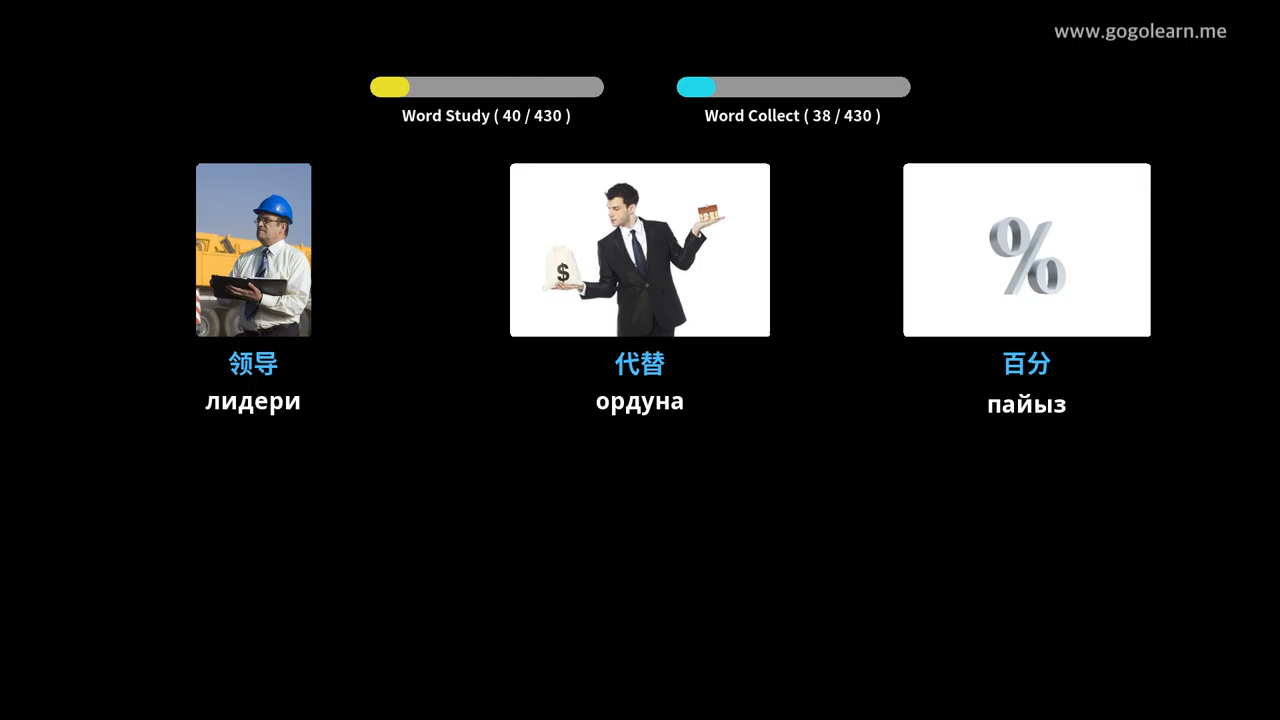 www.gogolearn.me
Word Study ( 40 / 430 )
Word Collect ( 38 / 430 )
领导
代替
百分
лидери
ордуна
пайыз
$
%